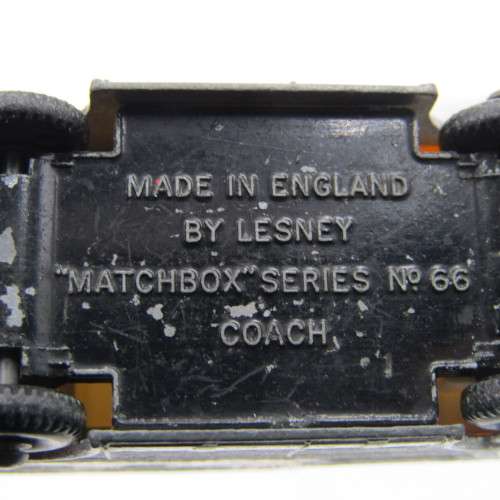 MADE IN ENGLAND
BY LESNEY
"MATCHBOX" SERIES Nº 66
COACH